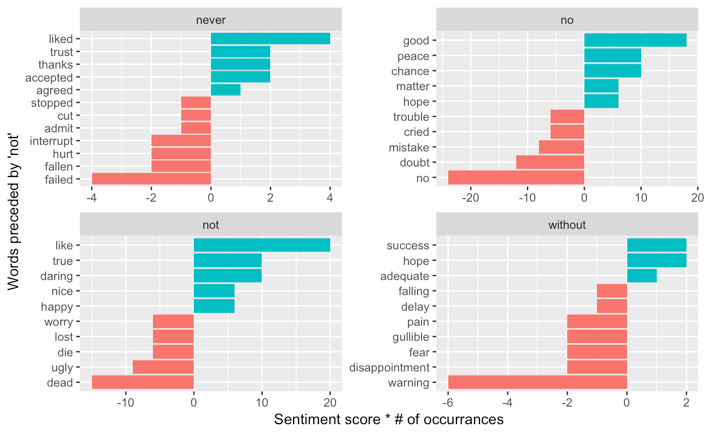 never
liked
trust
thanks
accepted
agreed
stopped
cut
admit
interrupt
hurt
fallen
failed
-4 -2 0 2 4
no
good
peace
chance
matter
hope
trouble
cried
mistake
doubt
no
-20 -10 0 10 20
not
like
true
daring
nice
happy
worry
lost
die
ugly
dead
-10 0 10 20
without
success
hope
adequate
falling
delay
pain
gullible
fear
disappointment
warning
-6 -4 -2 0 2
Words preceded by 'not'
Sentiment score * # of occurrances